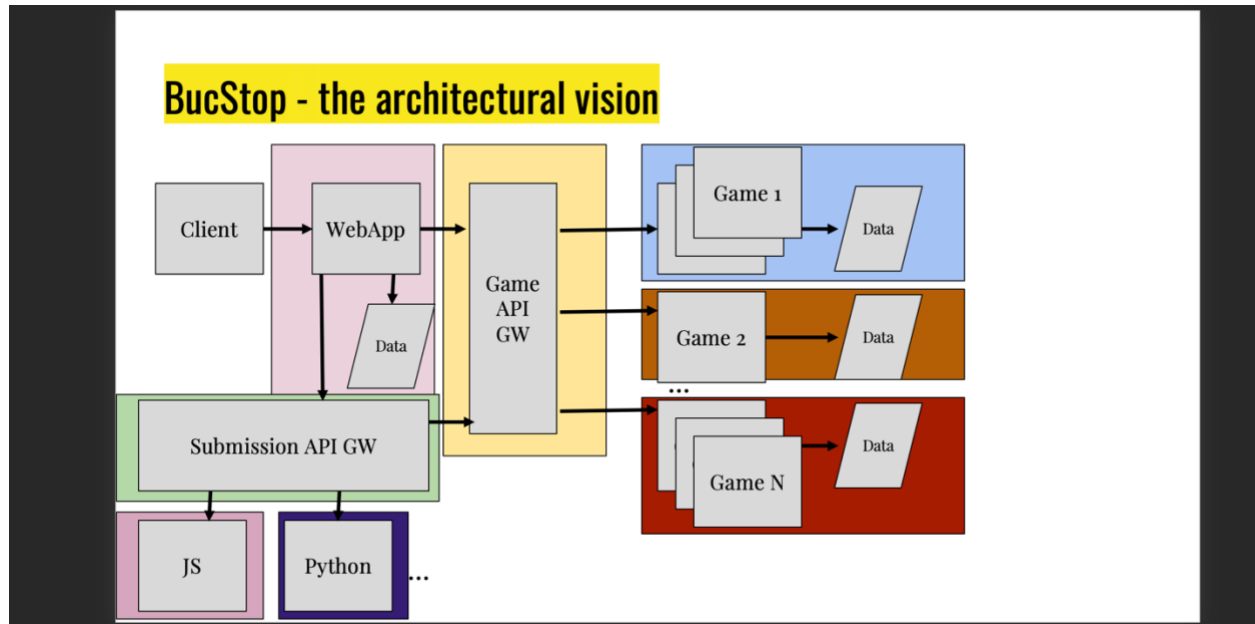 BucStop - the architectural vision
Client
WebApp
Data
Game
API
GW
Game 1
Data
Game 2
Data
...
Game N
Data
Submission API GW
JS
Python
...